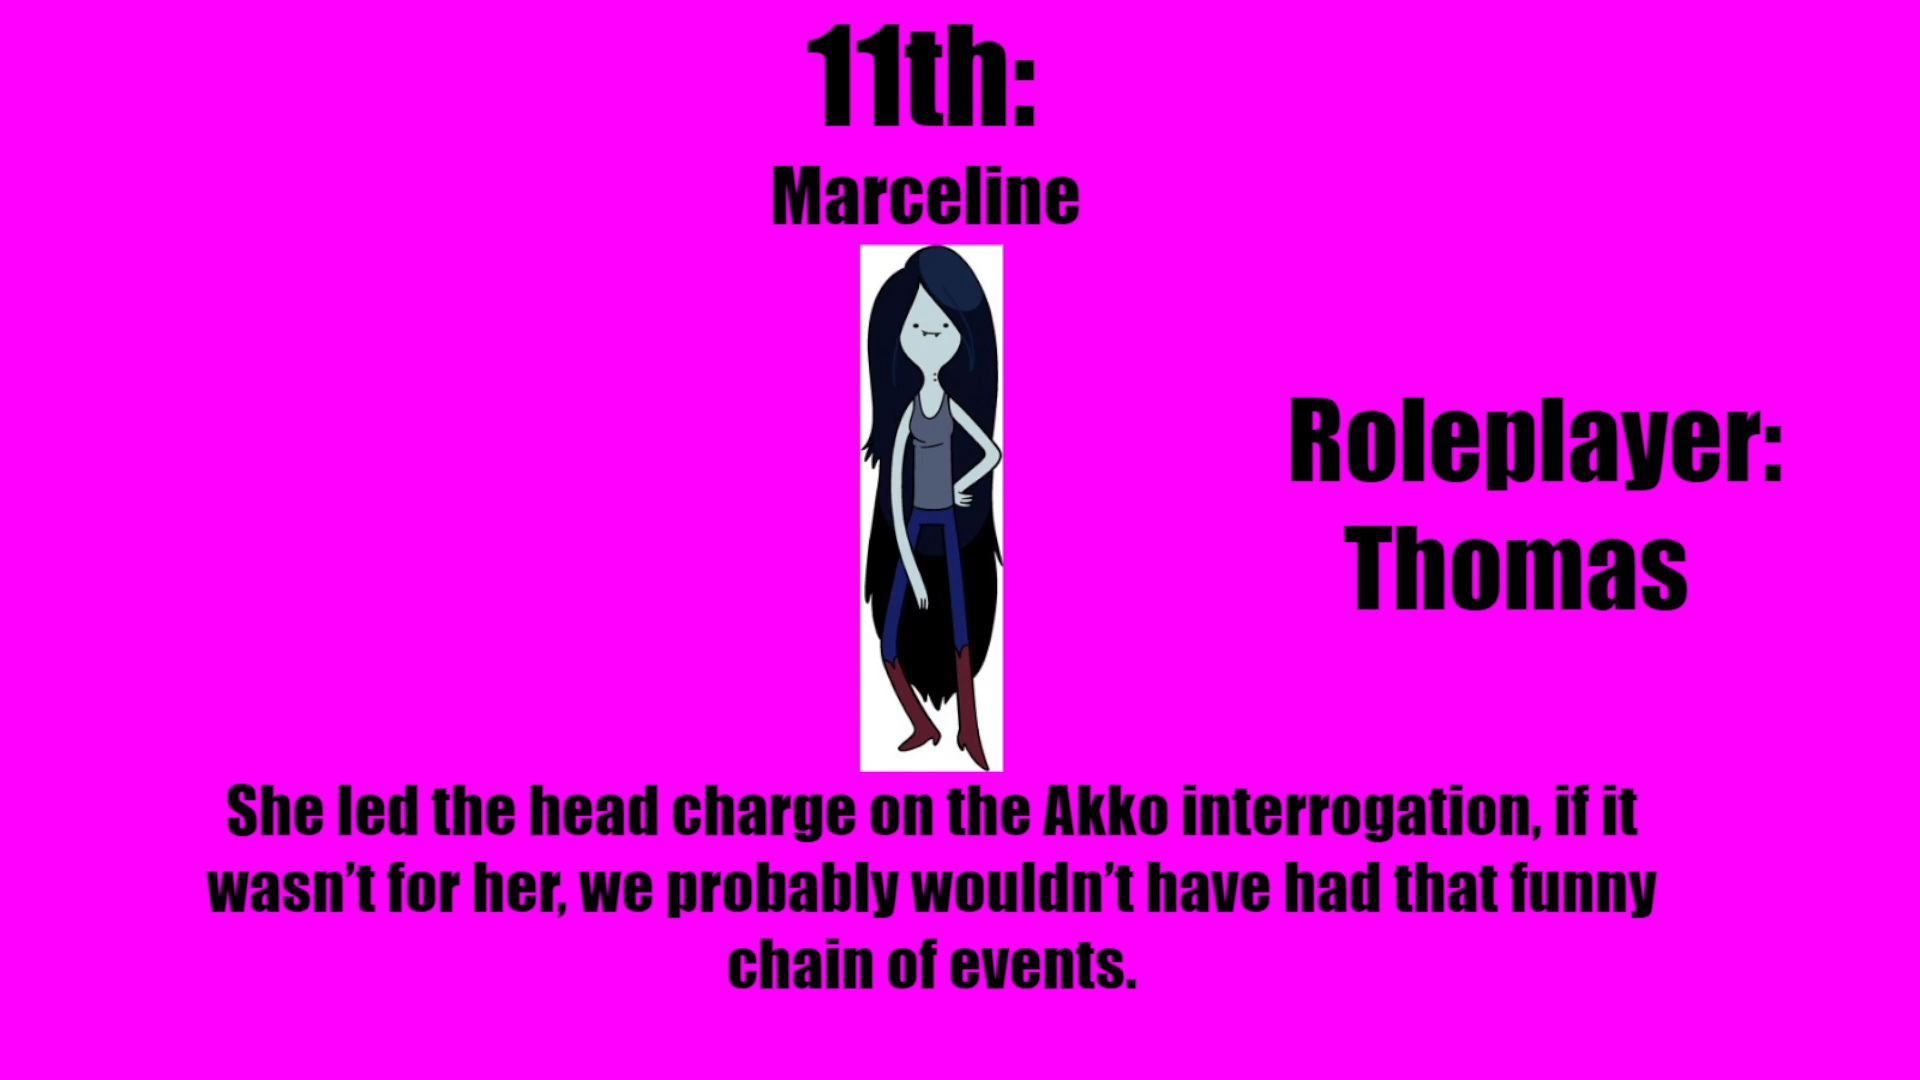 11th:
Marceline
Roleplayer:
Thomas
She led the head charge on the Akko interrogation, if it
wasn’t for her, we probably wouldn’t have had that funny
chain of events.